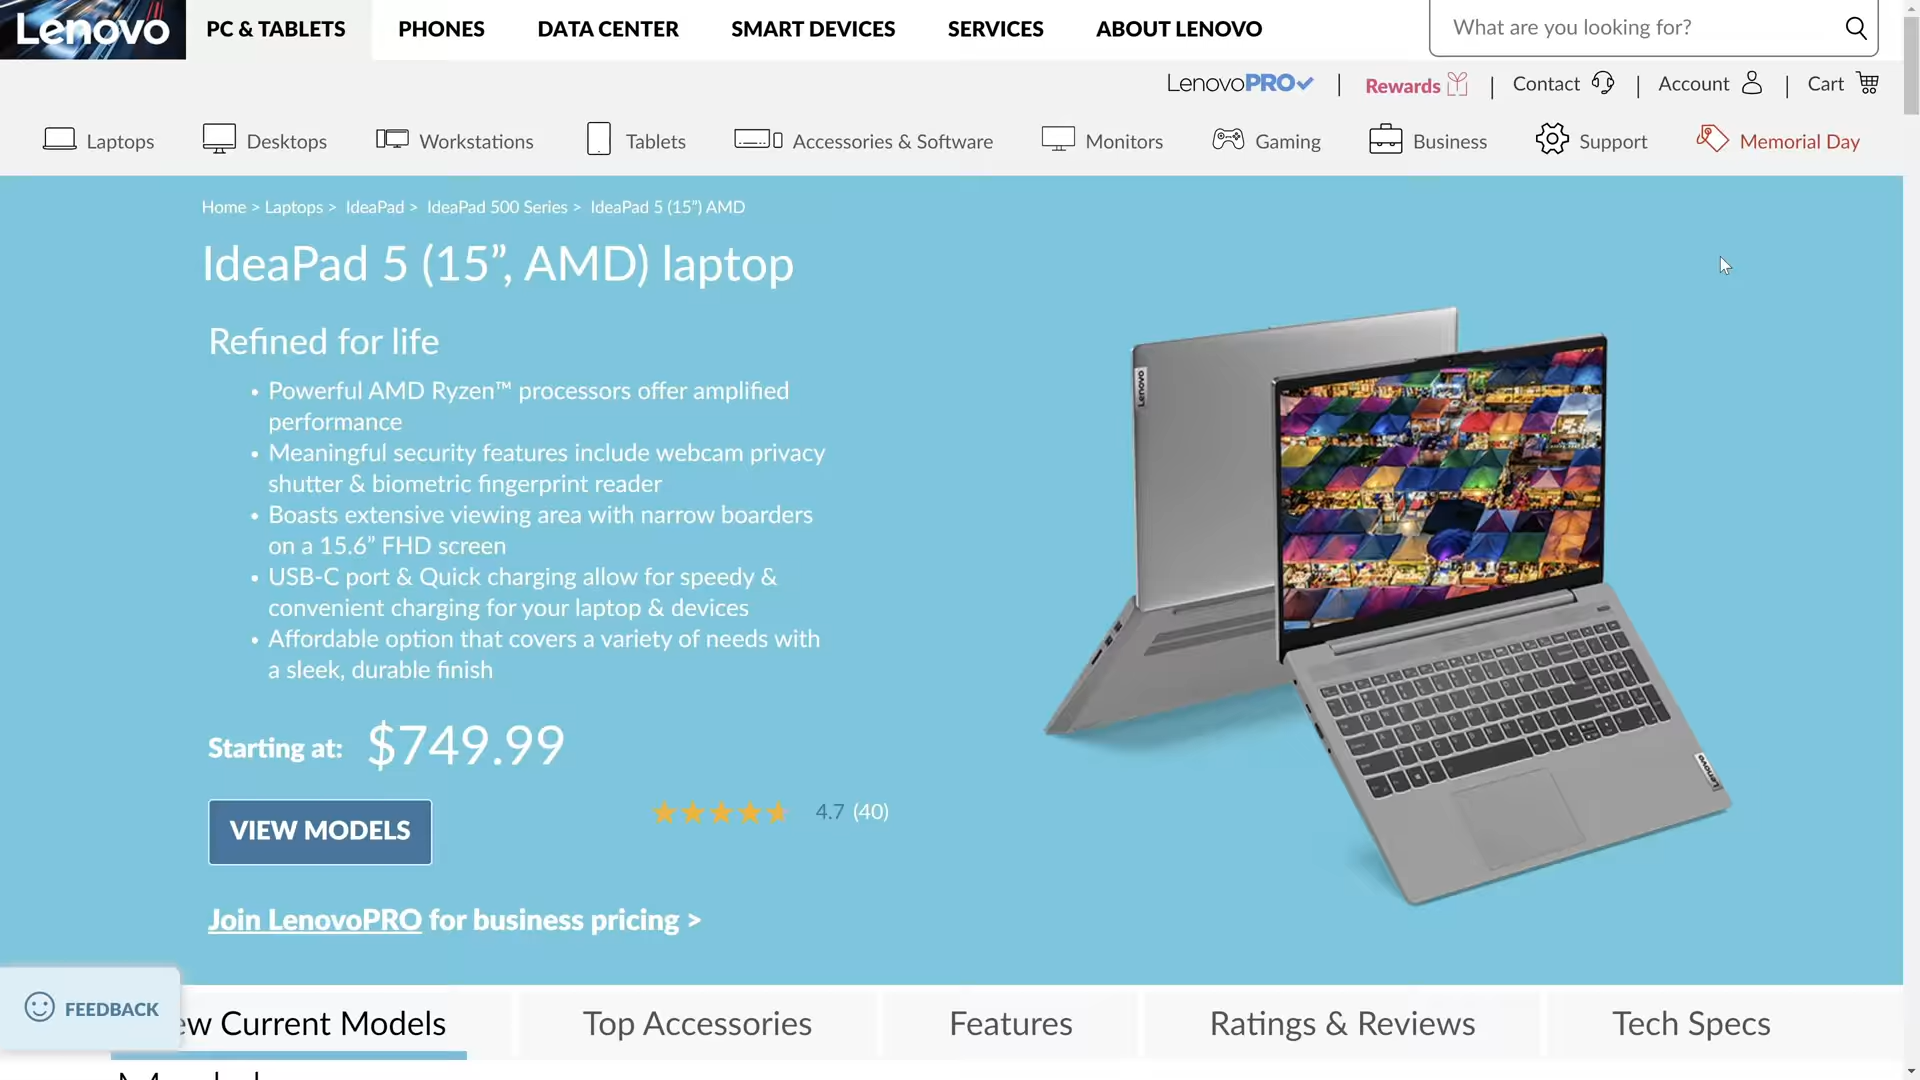 Lenovo
PC & TABLETS
PHONES
DATA CENTER
SMART DEVICES
SERVICES
ABOUT LENOVO
What are you looking for?
LenovoPRO
Rewards
Contact
Account
Cart
Laptops
Desktops
Workstations
Tablets
Accessories & Software
Monitors
Gaming
Business
Support
Memorial Day
Home > Laptops > IdeaPad > IdeaPad 500 Series > IdeaPad 5 (15”) AMD
IdeaPad 5 (15”, AMD) laptop
Refined for life
• Powerful AMD Ryzen™ processors offer amplified
performance
• Meaningful security features include webcam privacy
shutter & biometric fingerprint reader
• Boasts extensive viewing area with narrow boarders
on a 15.6” FHD screen
• USB-C port & Quick charging allow for speedy &
convenient charging for your laptop & devices
• Affordable option that covers a variety of needs with
a sleek, durable finish
Starting at: $749.99
VIEW MODELS
4.7 (40)
Join LenovoPRO for business pricing >
Lenovo
Lenovo
FEEDBACK
ew Current Models
Top Accessories
Features
Ratings & Reviews
Tech Specs